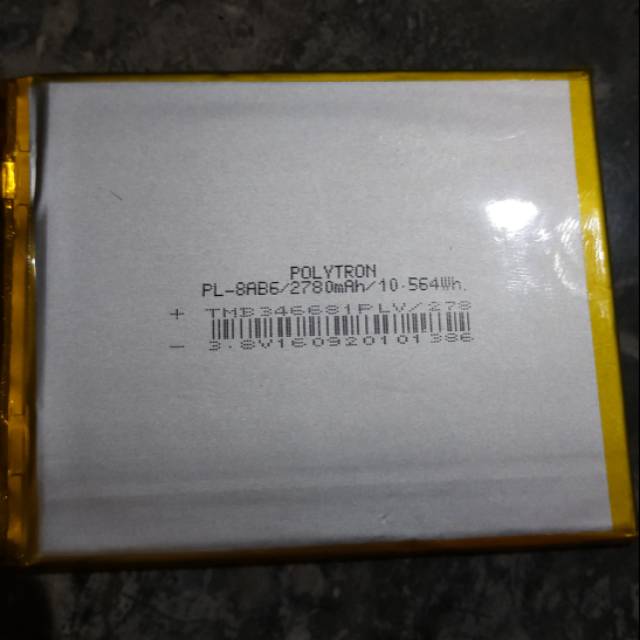 POLYTRON
PL-8AB6/2780mAh/10.564Wh.
+ TMB346681PLV/278
- 3.8V160920101386